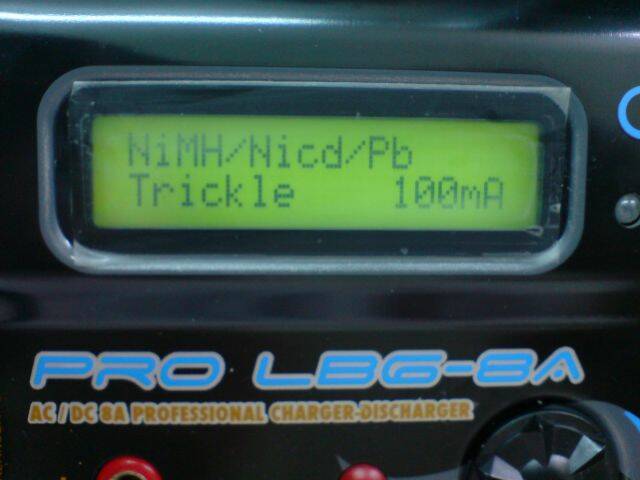 NiMH/Nicd/Pb
Trickle 100mA
PRO LBG-8A
AC / DC 8A PROFESSIONAL CHARGER-DISCHARGER